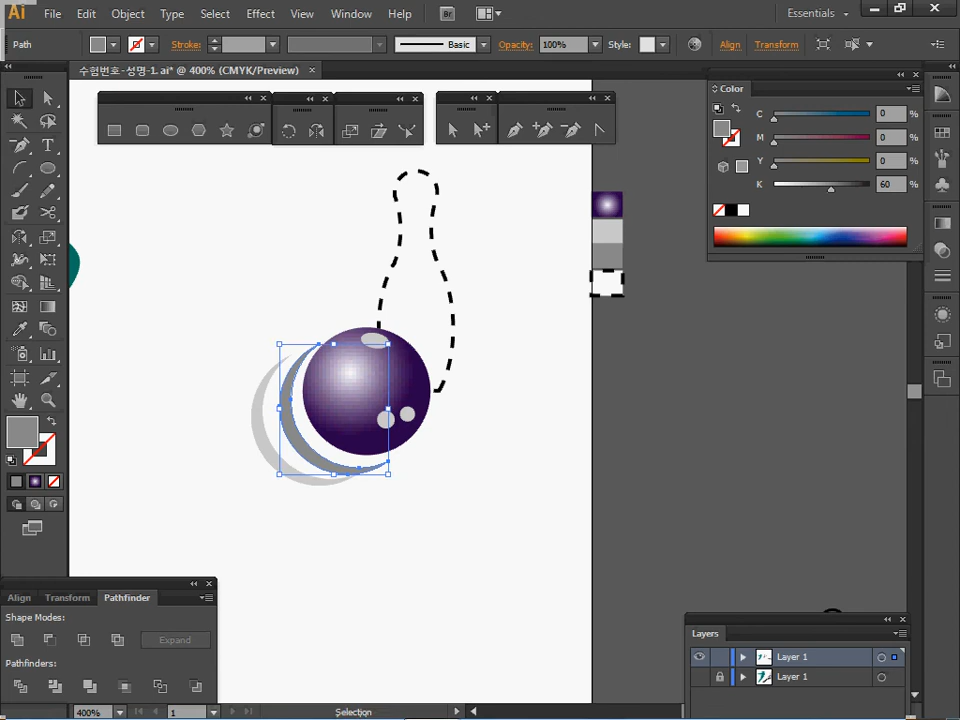 Ai File Edit Object Type Select Effect View Window Help Br Essentials
Path Stroke: Basic Opacity: 100% Style: Align Transform
수험번호-성명-1. ai* @ 400% (CMYK/Preview)
Color
C 0 %
M 0 %
Y 0 %
K 60 %
Align Transform Pathfinder
Shape Modes:
Expand
Pathfinders:
Layers
Layer 1
Layer 1
400% 1 Selection